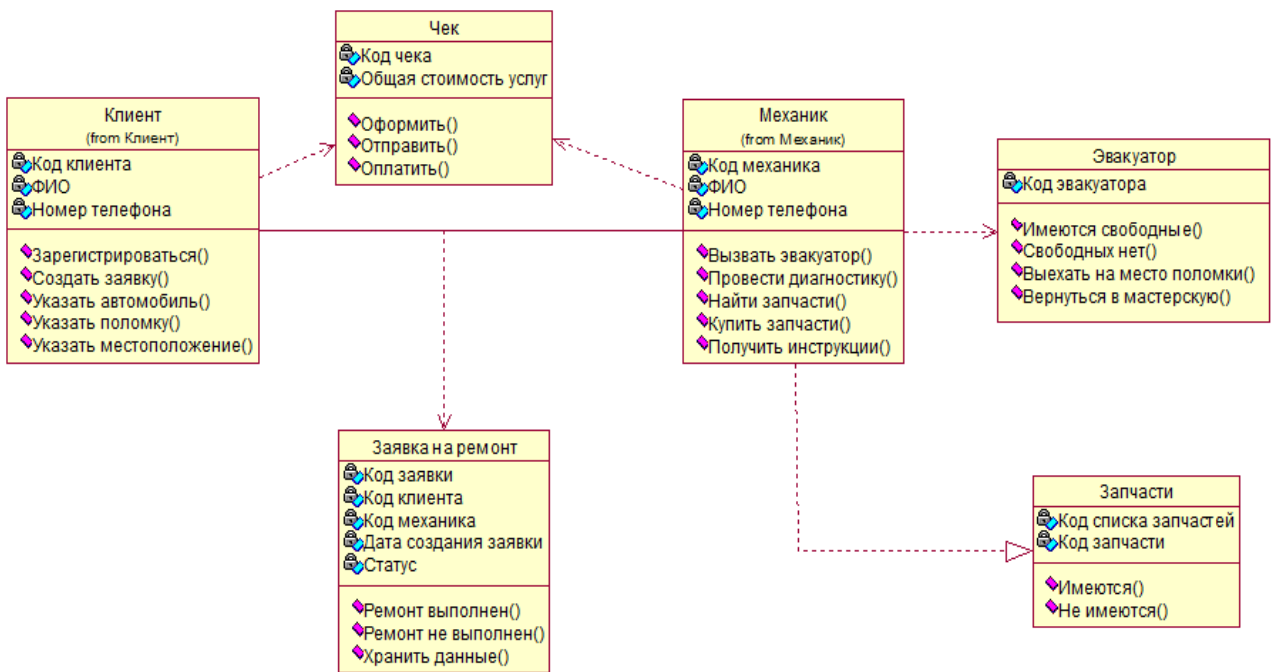 Чек
Код чека
Общая стоимость услуг
Оформить()
Отправить()
Оплатить()
Клиент
(from Клиент)
Код клиента
ФИО
Номер телефона
Зарегистрироваться()
Создать заявку()
Указать автомобиль()
Указать поломку()
Указать местоположение()
Механик
(from Механик)
Код механика
ФИО
Номер телефона
Вызвать эвакуатор()
Провести диагностику()
Найти запчасти()
Купить запчасти()
Получить инструкции()
Эвакуатор
Код эвакуатора
Имеются свободные()
Свободных нет()
Выехать на место поломки()
Вернуться в мастерскую()
Заявка на ремонт
Код заявки
Код клиента
Код механика
Дата создания заявки
Статус
Ремонт выполнен()
Ремонт не выполнен()
Хранить данные()
Запчасти
Код списка запчастей
Код запчасти
Имеются()
Не имеются()